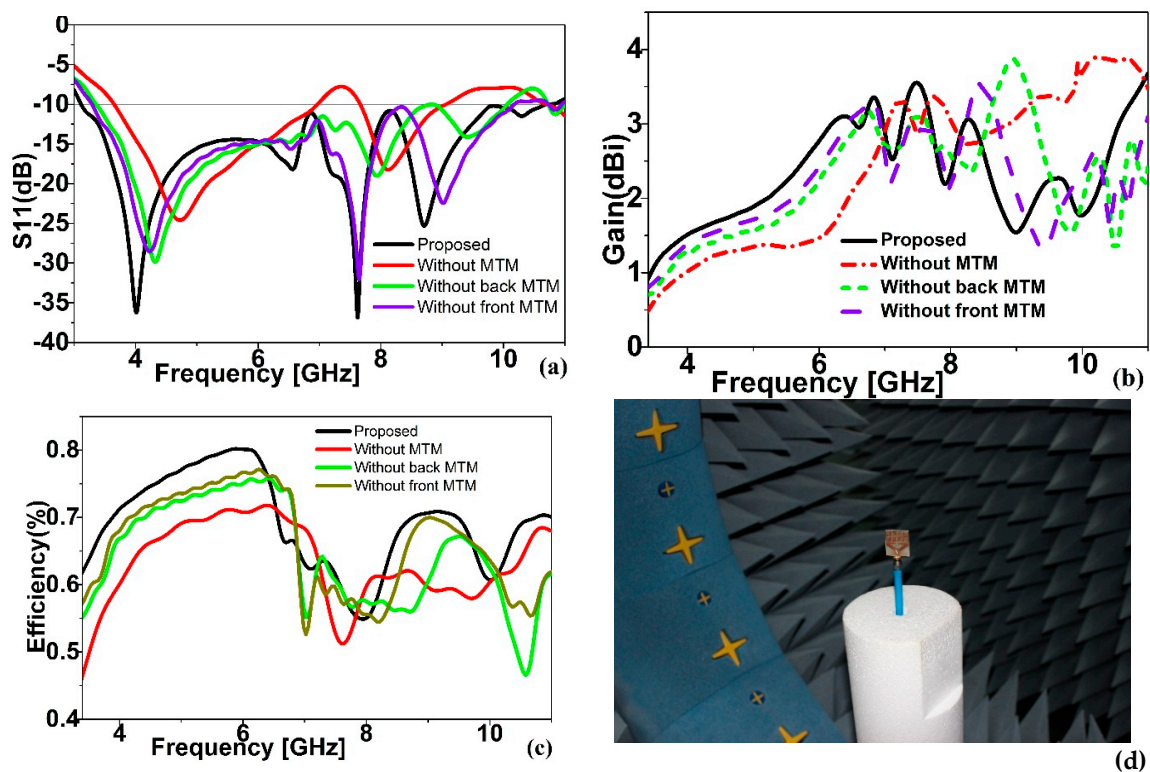 0
-5
-10
-15
-20
-25
-30
-35
-40
S11(dB)
Proposed
Without MTM
Without back MTM
Without front MTM
4 6 8 10
Frequency [GHz]
(a)
4
3
2
1
0
Gain(dBi)
Proposed
Without MTM
Without back MTM
Without front MTM
4 6 8 10
Frequency [GHz]
(b)
0.8
0.7
0.6
0.5
0.4
Efficiency(%)
Proposed
Without MTM
Without back MTM
Without front MTM
4 6 8 10
Frequency [GHz]
(c)
(d)